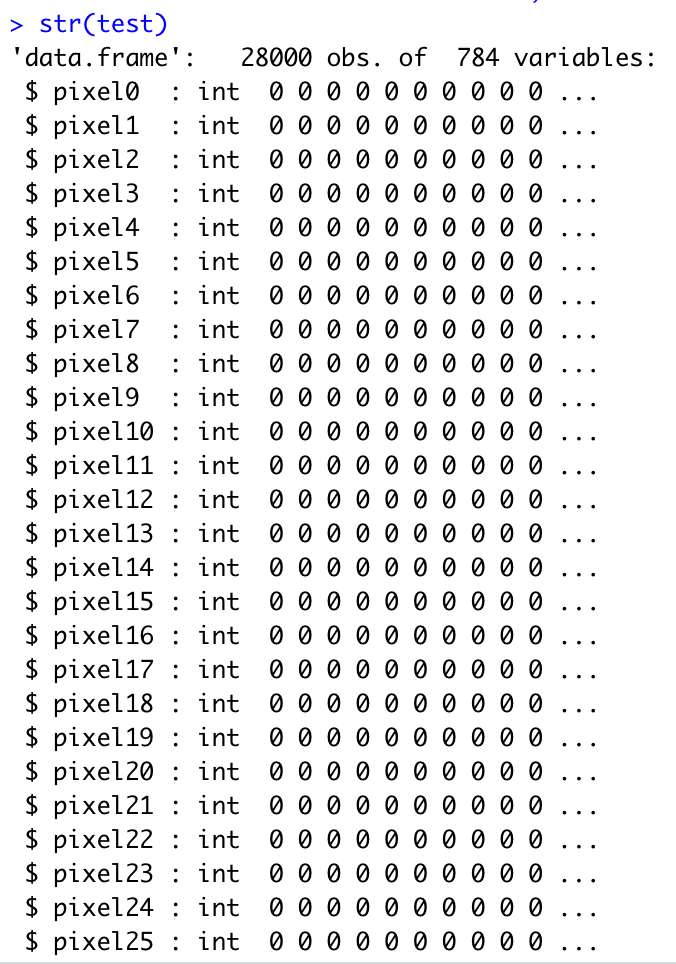 > str(test)
'data.frame':   28000 obs. of  784 variables:
 $ pixel0  : int  0 0 0 0 0 0 0 0 0 0 ...
 $ pixel1  : int  0 0 0 0 0 0 0 0 0 0 ...
 $ pixel2  : int  0 0 0 0 0 0 0 0 0 0 ...
 $ pixel3  : int  0 0 0 0 0 0 0 0 0 0 ...
 $ pixel4  : int  0 0 0 0 0 0 0 0 0 0 ...
 $ pixel5  : int  0 0 0 0 0 0 0 0 0 0 ...
 $ pixel6  : int  0 0 0 0 0 0 0 0 0 0 ...
 $ pixel7  : int  0 0 0 0 0 0 0 0 0 0 ...
 $ pixel8  : int  0 0 0 0 0 0 0 0 0 0 ...
 $ pixel9  : int  0 0 0 0 0 0 0 0 0 0 ...
 $ pixel10 : int  0 0 0 0 0 0 0 0 0 0 ...
 $ pixel11 : int  0 0 0 0 0 0 0 0 0 0 ...
 $ pixel12 : int  0 0 0 0 0 0 0 0 0 0 ...
 $ pixel13 : int  0 0 0 0 0 0 0 0 0 0 ...
 $ pixel14 : int  0 0 0 0 0 0 0 0 0 0 ...
 $ pixel15 : int  0 0 0 0 0 0 0 0 0 0 ...
 $ pixel16 : int  0 0 0 0 0 0 0 0 0 0 ...
 $ pixel17 : int  0 0 0 0 0 0 0 0 0 0 ...
 $ pixel18 : int  0 0 0 0 0 0 0 0 0 0 ...
 $ pixel19 : int  0 0 0 0 0 0 0 0 0 0 ...
 $ pixel20 : int  0 0 0 0 0 0 0 0 0 0 ...
 $ pixel21 : int  0 0 0 0 0 0 0 0 0 0 ...
 $ pixel22 : int  0 0 0 0 0 0 0 0 0 0 ...
 $ pixel23 : int  0 0 0 0 0 0 0 0 0 0 ...
 $ pixel24 : int  0 0 0 0 0 0 0 0 0 0 ...
 $ pixel25 : int  0 0 0 0 0 0 0 0 0 0 ...